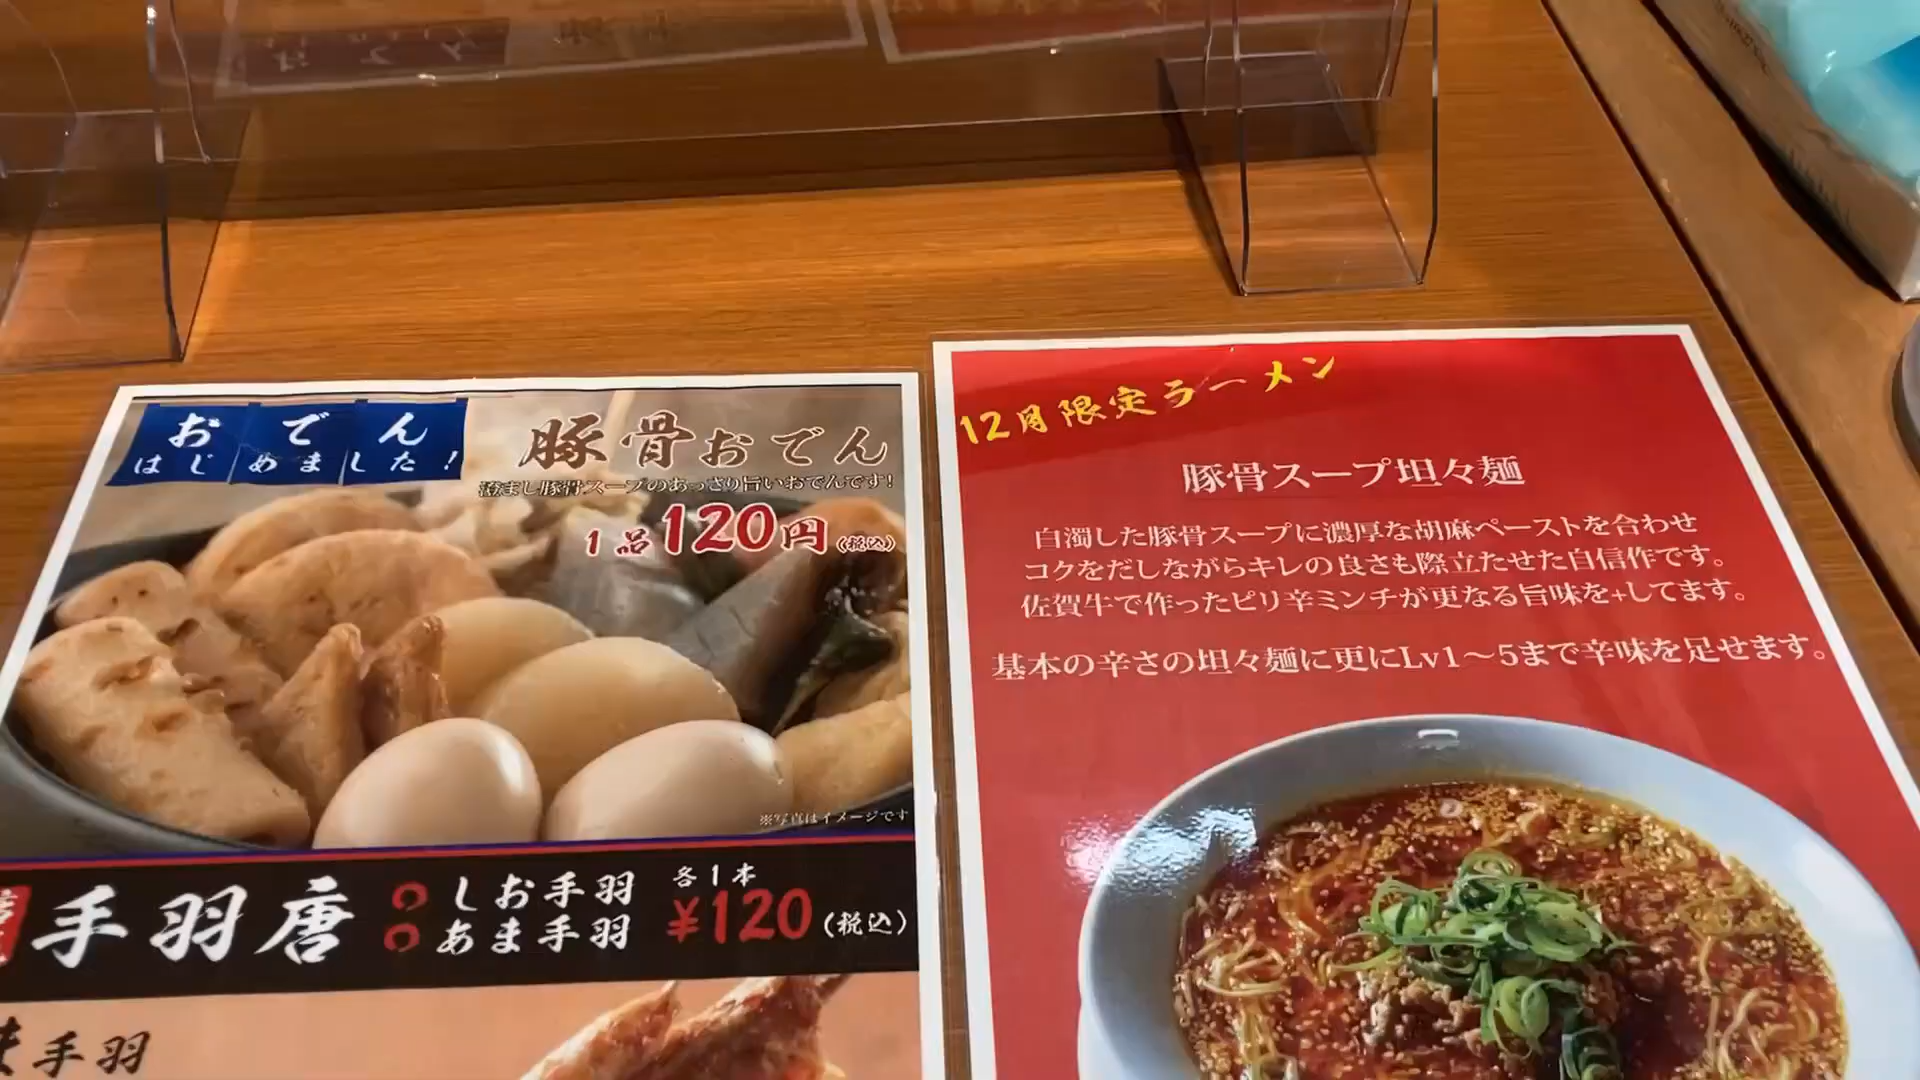 おでん
はじめました!
豚骨おでん
澄まし豚骨スープのあっさり旨いおでんです!
1品120円(税込)
※写真はイメージです
手羽唐
しお手羽
あま手羽
各1本
¥120(税込)
手羽
12月限定ラーメン
豚骨スープ坦々麺
白濁した豚骨スープに濃厚な胡麻ペーストを合わせ
コクをだしながらキレの良さも際立たせた自信作です。
佐賀牛で作ったピリ辛ミンチが更なる旨味を+してます。
基本の辛さの坦々麺に更にLv1～5まで辛味を足せます。